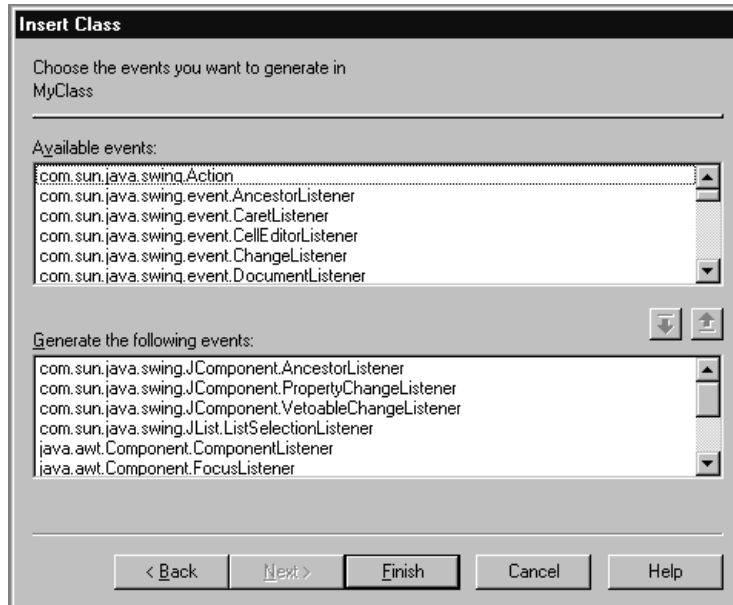 Insert Class
Choose the events you want to generate in
MyClass
Available events:
com.sun.java.swing.Action
com.sun.java.swing.event.AncestorListener
com.sun.java.swing.event.CaretListener
com.sun.java.swing.event.CellEditorListener
com.sun.java.swing.event.ChangeListener
com.sun.java.swing.event.DocumentListener
Generate the following events:
com.sun.java.swing.JComponent.AncestorListener
com.sun.java.swing.JComponent.PropertyChangeListener
com.sun.java.swing.JComponent.VetoableChangeListener
com.sun.java.swing.JList.ListSelectionListener
java.awt.Component.ComponentListener
java.awt.Component.FocusListener
< Back Next > Finish Cancel Help